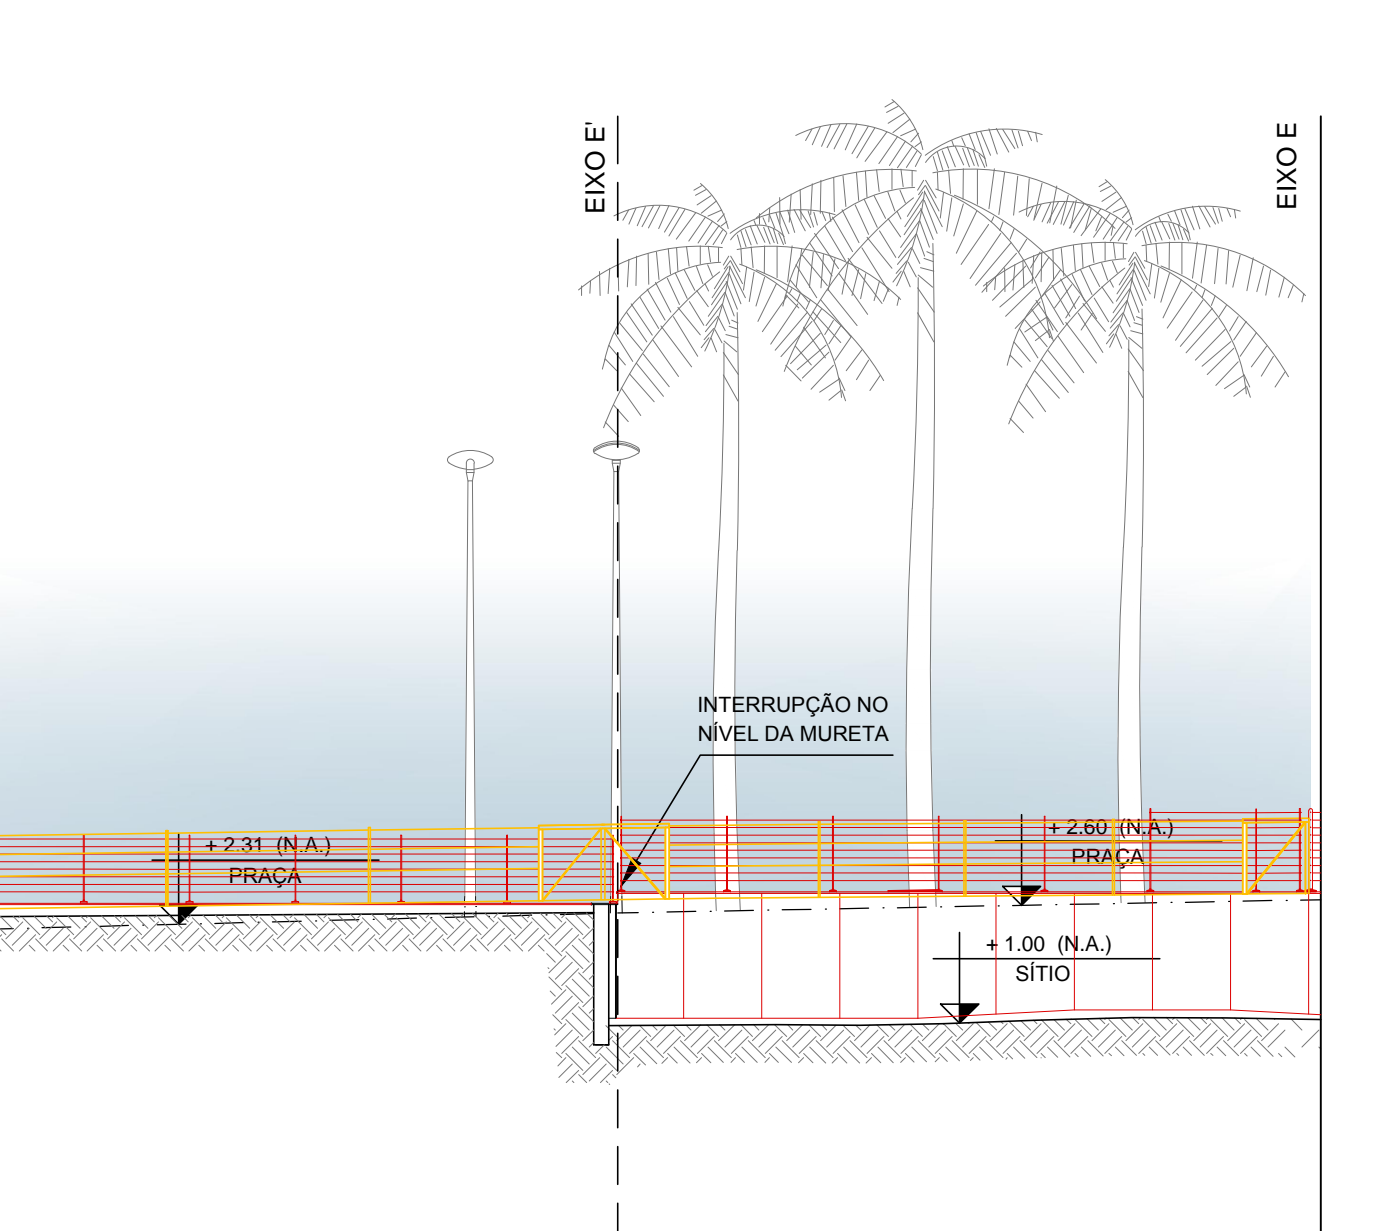 EIXO E'
EIXO E
INTERRUPÇÃO NO
NÍVEL DA MURETA
+ 2.31 (N.A.)
PRAÇA
+ 2.60 (N.A.)
PRAÇA
+ 1.00 (N.A.)
SÍTIO